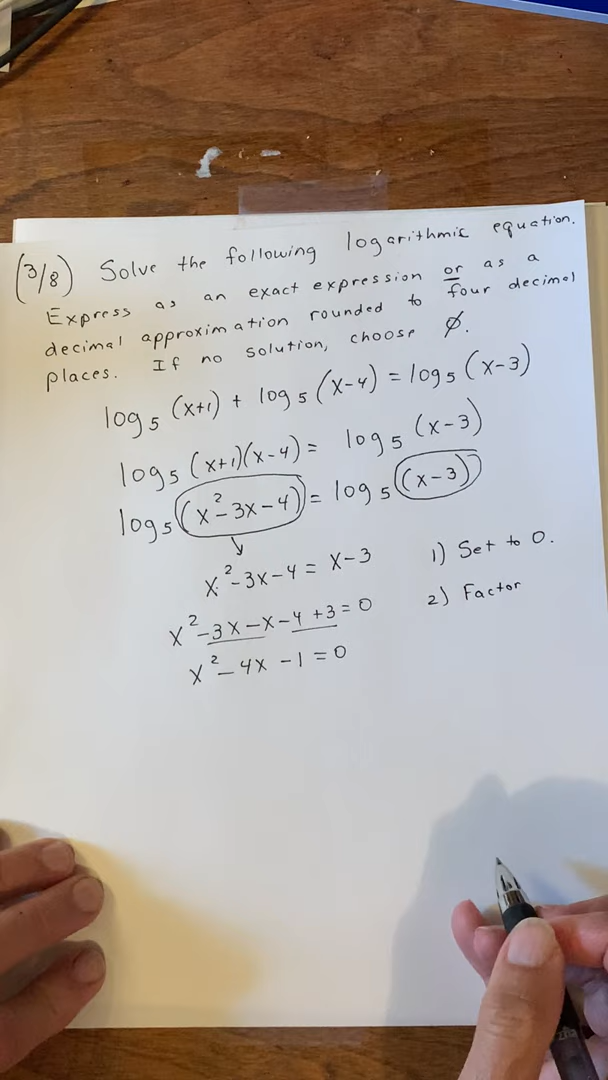 (3/8) Solve the following logarithmic equation.
Express as an exact expression or as a
decimal approximation rounded to four decimal
places. If no solution, choose ∅.
log₅ (x+1) + log₅ (x-4) = log₅ (x-3)
log₅ (x+1)(x-4) = log₅ (x-3)
log₅ (x²-3x-4) = log₅ (x-3)
x²-3x-4 = x-3
1) Set to 0.
x²-3x-x-4+3=0
2) Factor
x²-4x-1=0